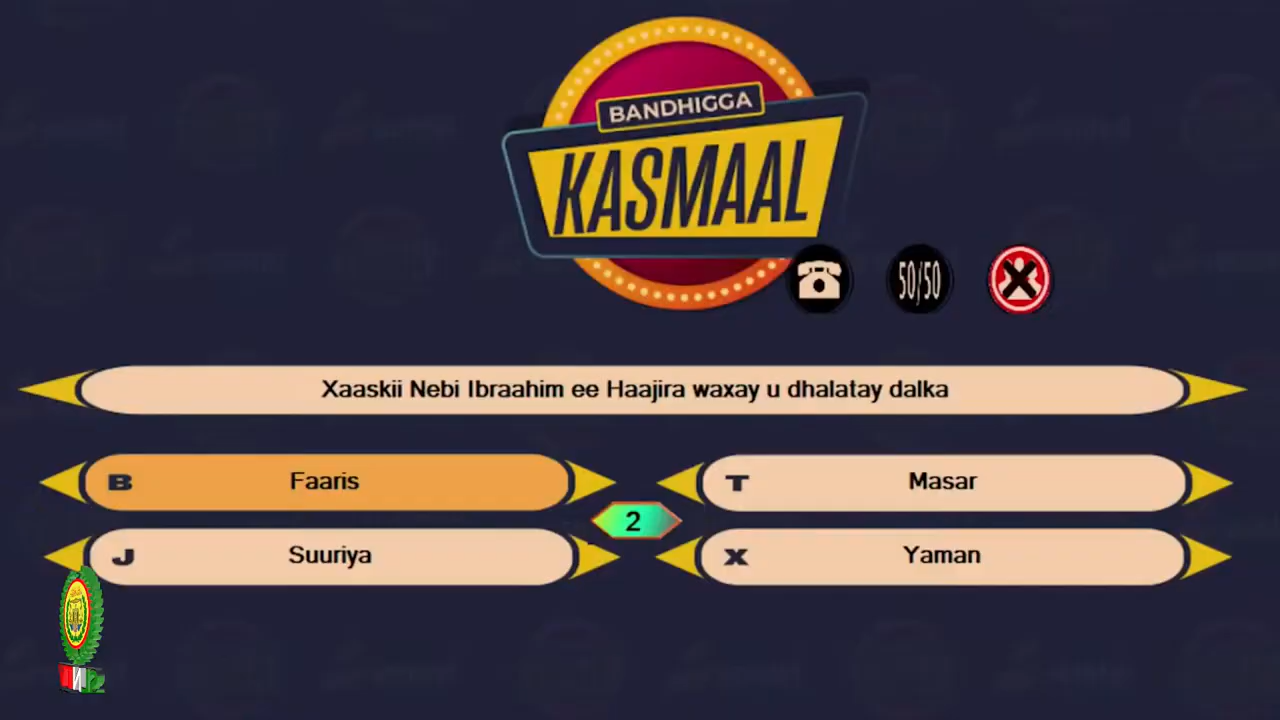 BANDHIGGA
KASMAAL
50/50
Xaaskii Nebi Ibraahim ee Haajira waxay u dhalatay dalka
B Faaris
T Masar
2
J Suuriya
X Yaman